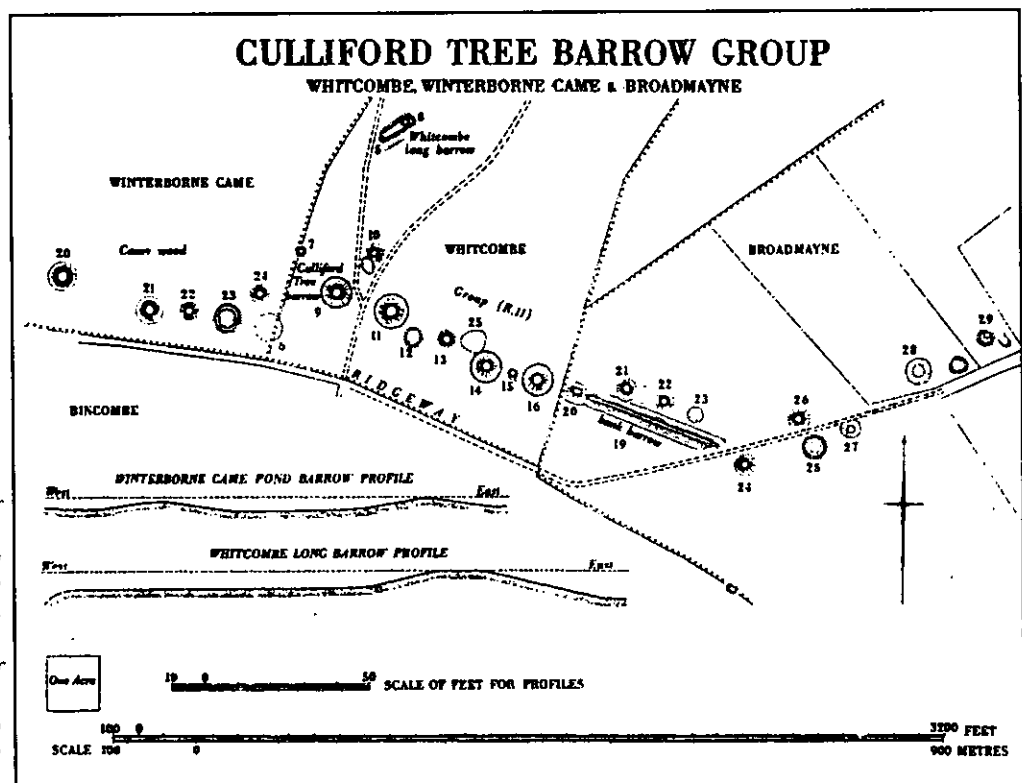 CULLIFORD TREE BARROW GROUP
WHITCOMBE, WINTERBORNE CAME & BROADMAYNE
8
Whitcombe
long barrow
5
WINTERBORNE CAME
7
10
WHITCOMBE
BROADMAYNE
20
Came wood
24
Culliford
Tree
barrow
9
21
22
23
Group (R.11)
11
12
13
25
14
15
16
29
28
RIDGEWAY
20
21
22
23
bank barrow
19
26
27
25
24
BINCOMBE
WINTERBORNE CAME POND BARROW PROFILE
West
East
WHITCOMBE LONG BARROW PROFILE
West
East
One Acre
10 0 50 SCALE OF FEET FOR PROFILES
100 0 3200 FEET
SCALE 100 0 900 METRES